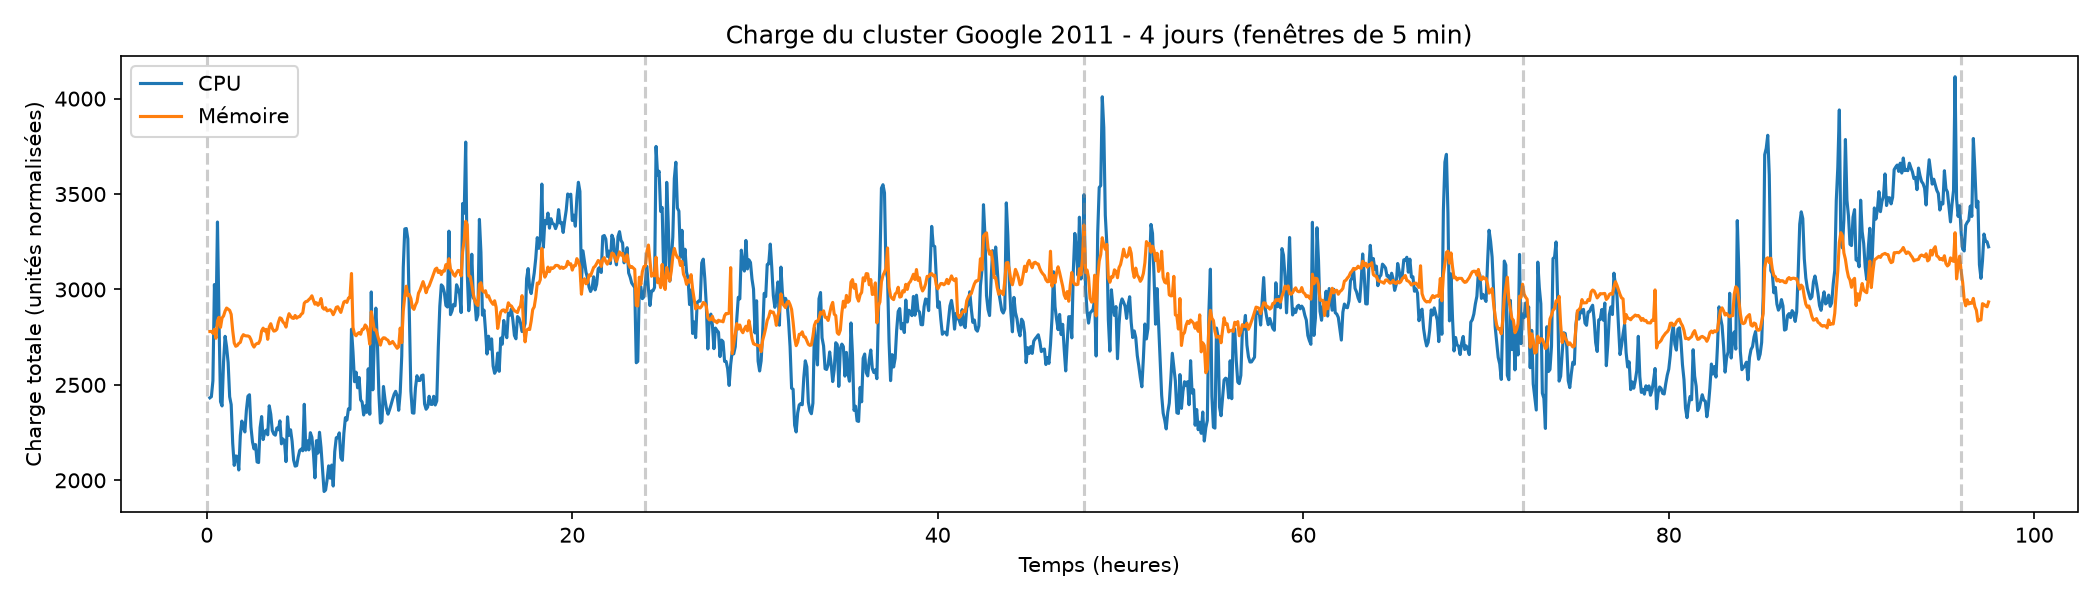 Charge du cluster Google 2011 - 4 jours (fenêtres de 5 min)
CPU
Mémoire
Charge totale (unités normalisées)
4000
3500
3000
2500
2000
0
20
40
60
80
100
Temps (heures)